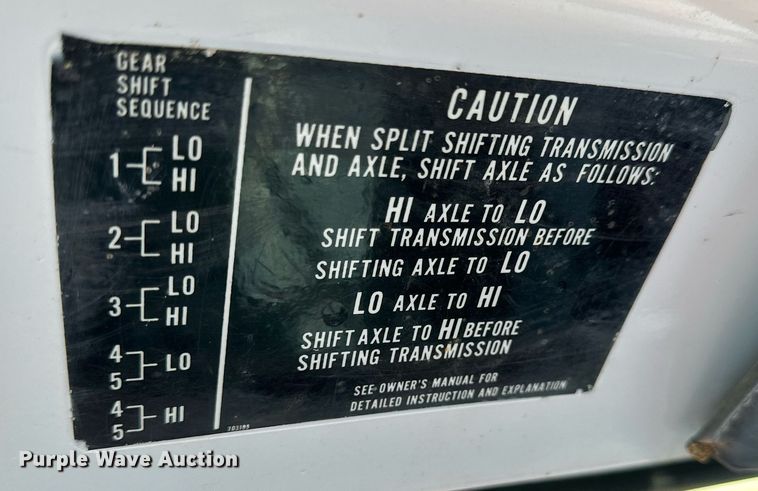 GEAR
SHIFT
SEQUENCE
1 LO
HI
2 LO
HI
3 LO
HI
4
5 LO
4
5 HI
CAUTION
WHEN SPLIT SHIFTING TRANSMISSION
AND AXLE, SHIFT AXLE AS FOLLOWS:
HI AXLE TO LO
SHIFT TRANSMISSION BEFORE
SHIFTING AXLE TO LO
LO AXLE TO HI
SHIFT AXLE TO HI BEFORE
SHIFTING TRANSMISSION
SEE OWNER'S MANUAL FOR
DETAILED INSTRUCTION AND EXPLANATION
Purple Wave Auction